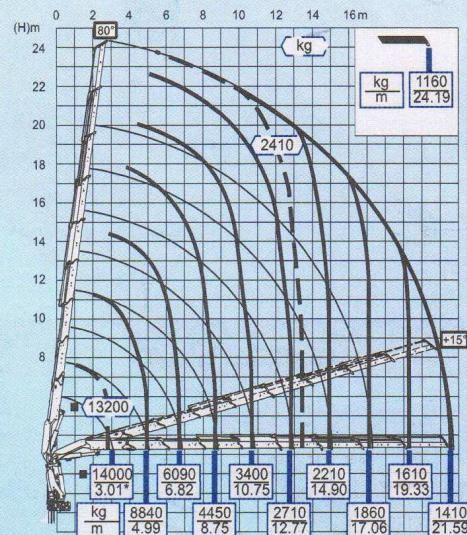 (H)m 0 2 4 6 8 10 12 14 16 m
80°
24
kg
22
kg 1160
m 24.19
20
2410
18
16
14
12
10
+15°
8
13200
14000 6090 3400 2210 1610
3.01* 6.82 10.75 14.90 19.33
kg 8840 4450 2710 1860 1410
m 4.99 8.75 12.77 17.06 21.59